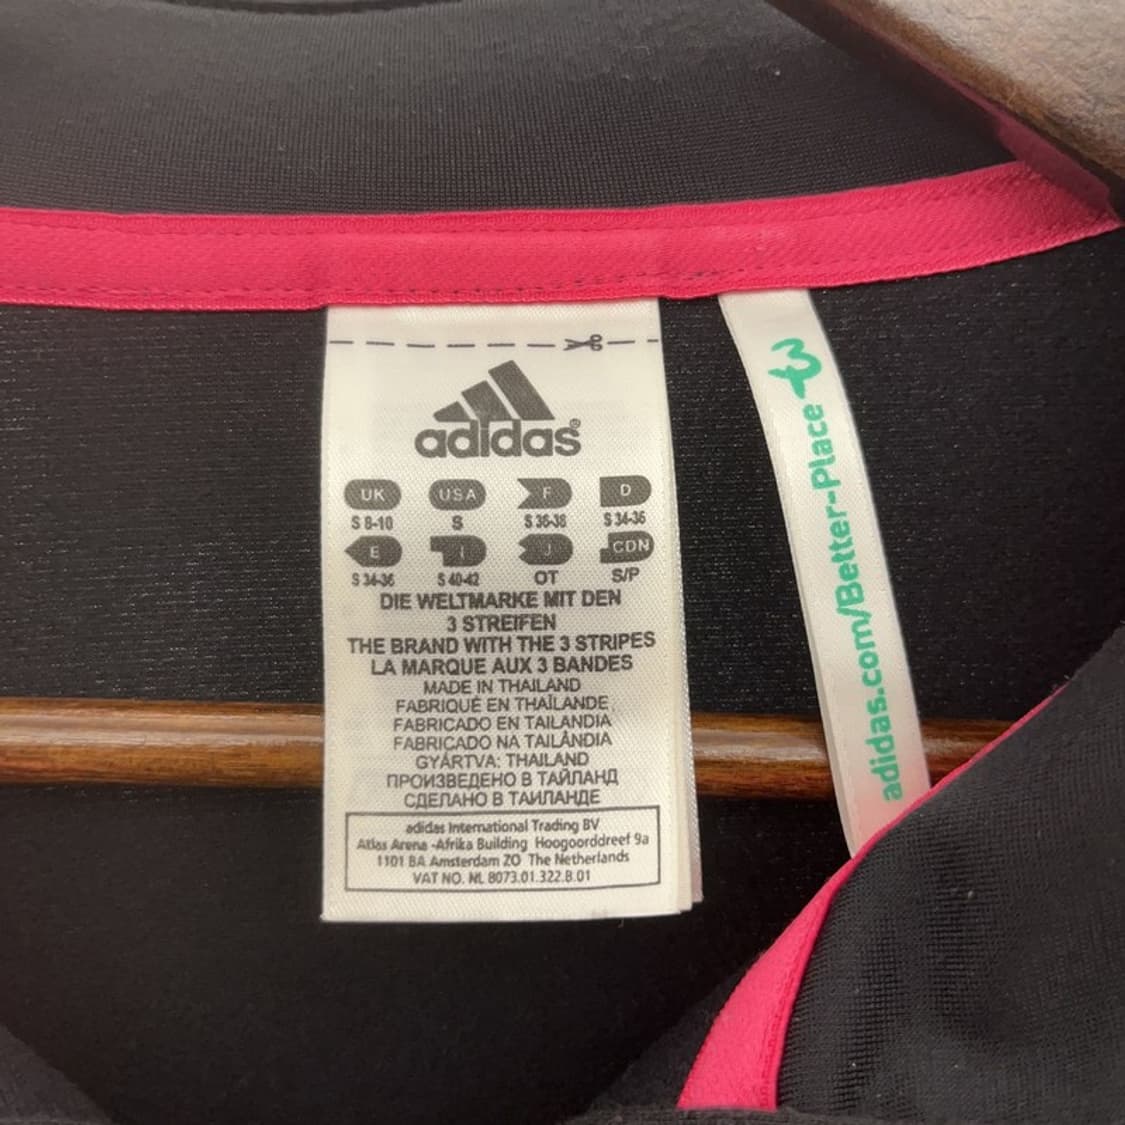 adidas®
UK USA F D
S 8-10 S S 36-38 S 34-36
E I J CDN
S 34-36 S 40-42 OT S/P
DIE WELTMARKE MIT DEN
3 STREIFEN
THE BRAND WITH THE 3 STRIPES
LA MARQUE AUX 3 BANDES
MADE IN THAILAND
FABRIQUÉ EN THAÏLANDE
FABRICADO EN TAILANDIA
FABRICADO NA TAILÂNDIA
GYÁRTVA: THAILAND
ПРОИЗВЕДЕНО В ТАЙЛАНД
СДЕЛАНО В ТАИЛАНДЕ
adidas International Trading BV
Atlas Arena -Afrika Building Hoogoorddreef 9a
1101 BA Amsterdam ZO The Netherlands
VAT NO. NL 8073.01.322.B.01
adidas.com/Better-Place